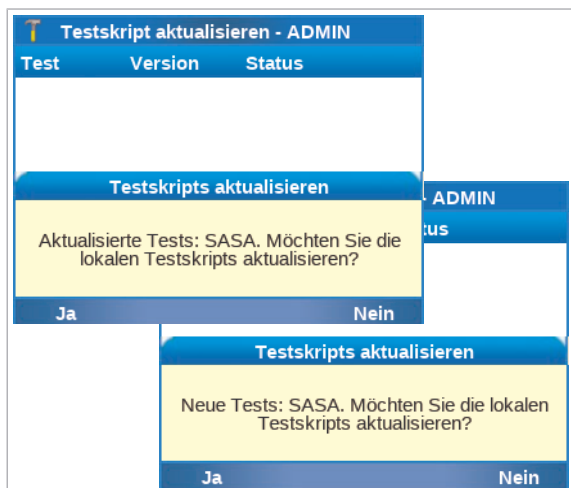 Testskript aktualisieren - ADMIN
Test Version Status
Testskripts aktualisieren
Aktualisierte Tests: SASA. Möchten Sie die
lokalen Testskripts aktualisieren?
Ja Nein
- ADMIN
tus
Testskripts aktualisieren
Neue Tests: SASA. Möchten Sie die lokalen
Testskripts aktualisieren?
Ja Nein